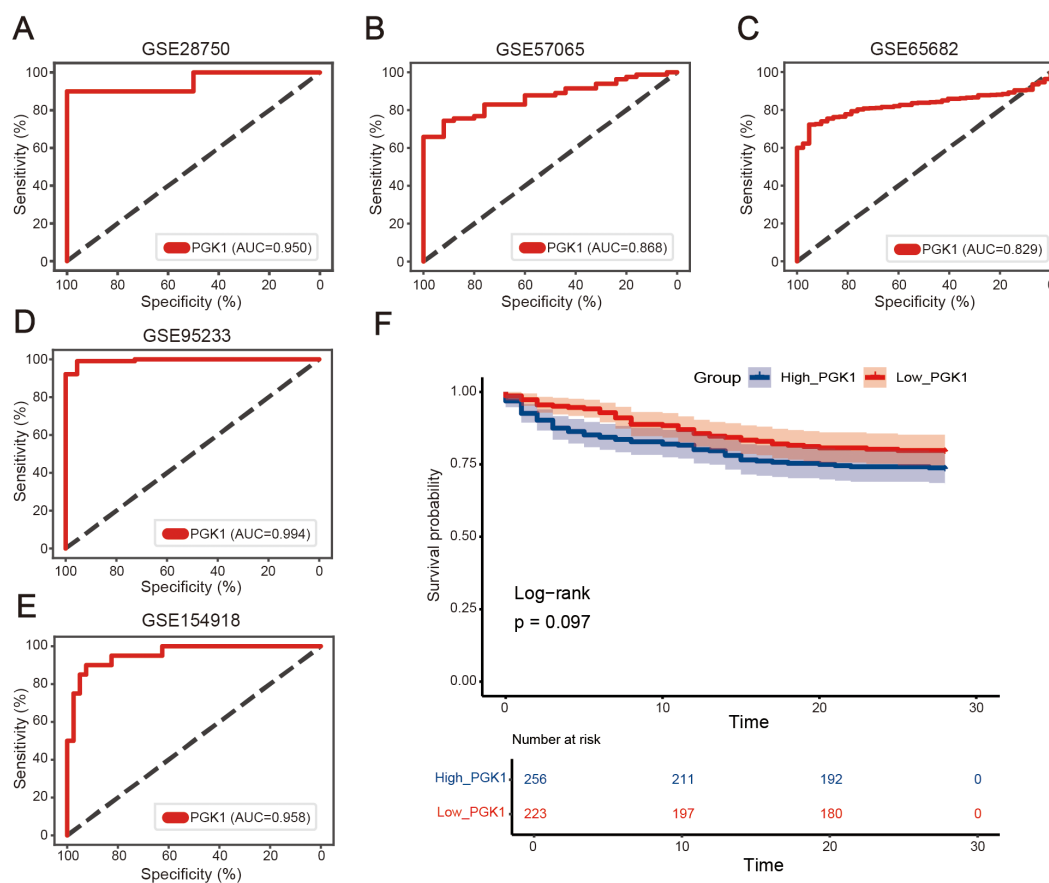 A
GSE28750
Sensitivity (%)
100
80
60
40
20
0
PGK1 (AUC=0.950)
100 80 60 40 20 0
Specificity (%)
B
GSE57065
Sensitivity (%)
100
80
60
40
20
0
PGK1 (AUC=0.868)
100 80 60 40 20 0
Specificity (%)
C
GSE65682
Sensitivity (%)
100
80
60
40
20
0
PGK1 (AUC=0.829)
100 80 60 40 20 0
Specificity (%)
D
GSE95233
Sensitivity (%)
100
80
60
40
20
0
PGK1 (AUC=0.994)
100 80 60 40 20 0
Specificity (%)
E
GSE154918
Sensitivity (%)
100
80
60
40
20
0
PGK1 (AUC=0.958)
100 80 60 40 20 0
Specificity (%)
F
Group High_PGK1 Low_PGK1
Survival probability
1.00
0.75
0.50
0.25
0.00
Log−rank
p = 0.097
0 10 20 30
Time
Number at risk
High_PGK1 256 211 192 0
Low_PGK1 223 197 180 0
0 10 20 30
Time